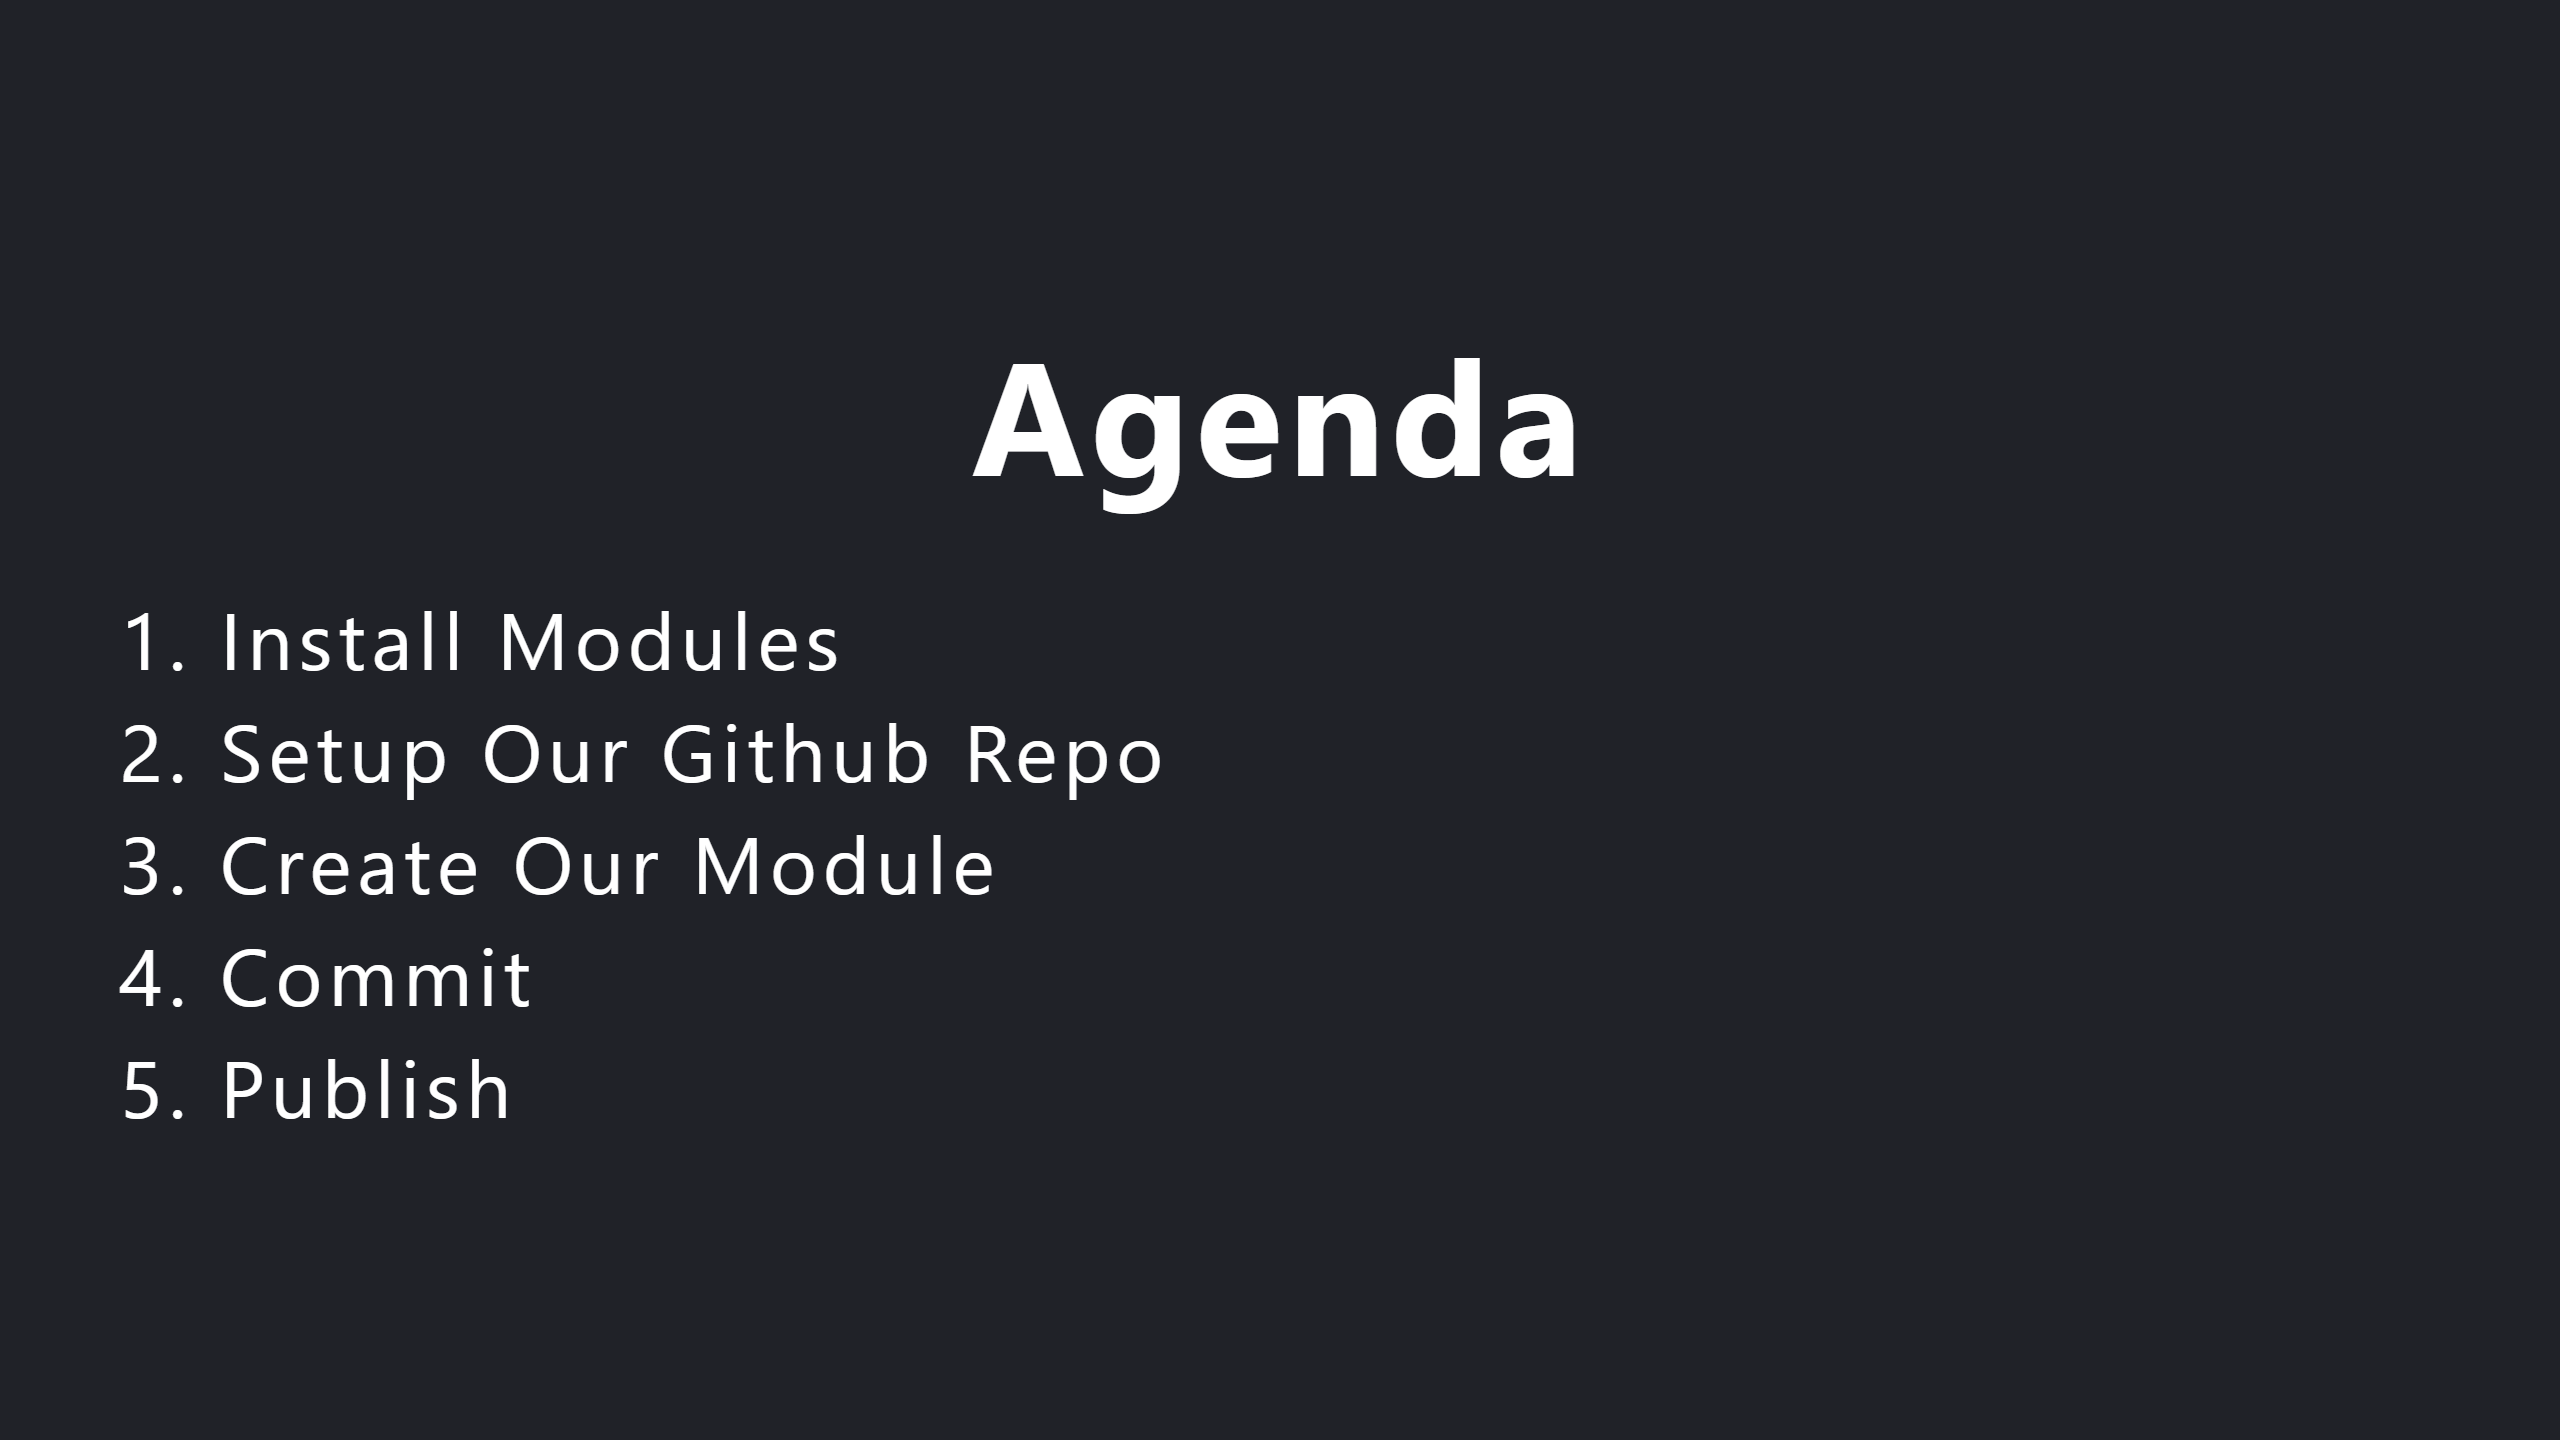 Agenda
1. Install Modules
2. Setup Our Github Repo
3. Create Our Module
4. Commit
5. Publish